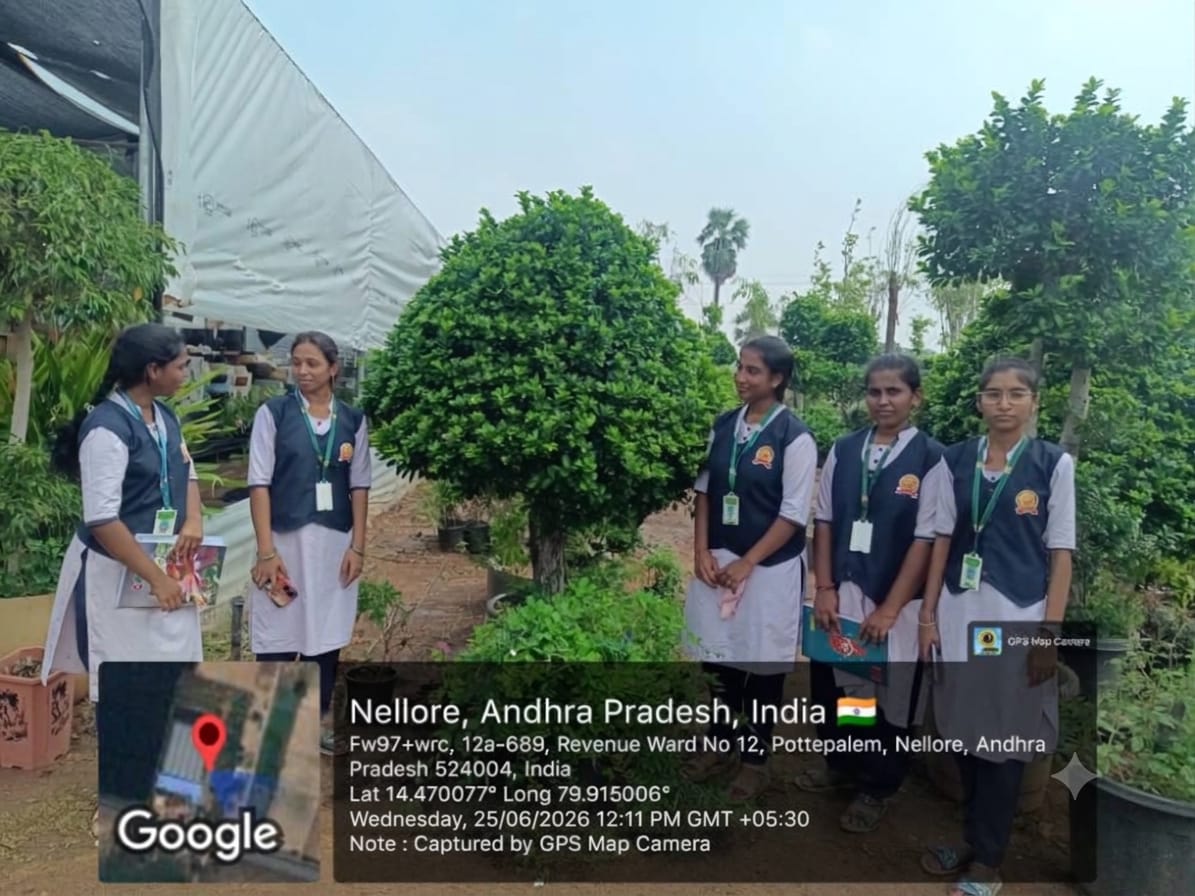 GPS Map Camera
Nellore, Andhra Pradesh, India
Fw97+wrc, 12a-689, Revenue Ward No 12, Pottepalem, Nellore, Andhra
Pradesh 524004, India
Lat 14.470077° Long 79.915006°
Wednesday, 25/06/2026 12:11 PM GMT +05:30
Note : Captured by GPS Map Camera
Google